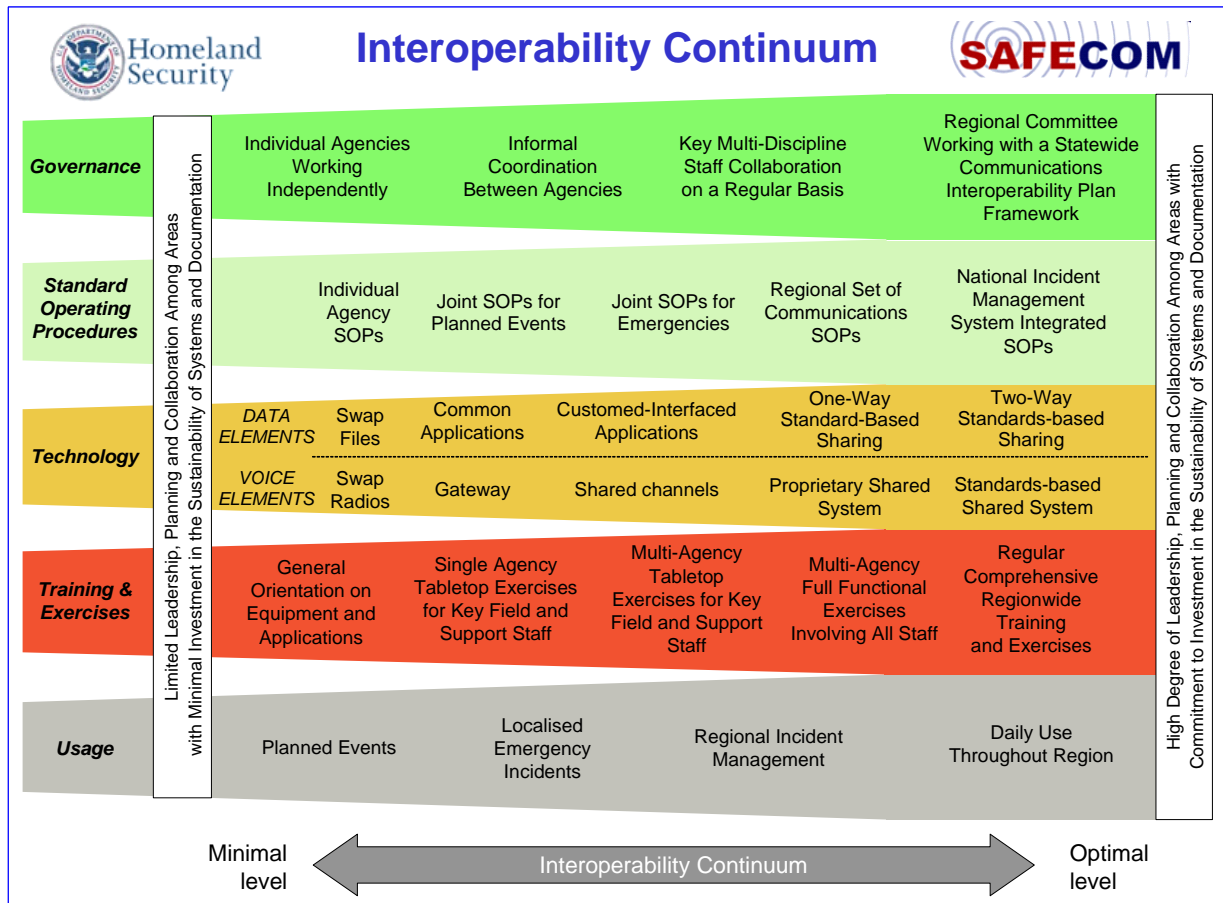 Homeland
Security
Interoperability Continuum
SAFECOM
U.S. DEPARTMENT OF
HOMELAND SECURITY
Limited Leadership, Planning and Collaboration Among Areas
with Minimal Investment in the Sustainability of Systems and Documentation
High Degree of Leadership, Planning and Collaboration Among Areas with
Commitment to Investment in the Sustainability of Systems and Documentation
Governance
Individual Agencies
Working
Independently
Informal
Coordination
Between Agencies
Key Multi-Discipline
Staff Collaboration
on a Regular Basis
Regional Committee
Working with a Statewide
Communications
Interoperability Plan
Framework
Standard
Operating
Procedures
Individual
Agency
SOPs
Joint SOPs for
Planned Events
Joint SOPs for
Emergencies
Regional Set of
Communications
SOPs
National Incident
Management
System Integrated
SOPs
Technology
DATA
ELEMENTS
Swap
Files
Common
Applications
Customed-Interfaced
Applications
One-Way
Standard-Based
Sharing
Two-Way
Standards-based
Sharing
VOICE
ELEMENTS
Swap
Radios
Gateway
Shared channels
Proprietary Shared
System
Standards-based
Shared System
Training &
Exercises
General
Orientation on
Equipment and
Applications
Single Agency
Tabletop Exercises
for Key Field and
Support Staff
Multi-Agency
Tabletop
Exercises for Key
Field and Support
Staff
Multi-Agency
Full Functional
Exercises
Involving All Staff
Regular
Comprehensive
Regionwide
Training
and Exercises
Usage
Planned Events
Localised
Emergency
Incidents
Regional Incident
Management
Daily Use
Throughout Region
Minimal
level
Interoperability Continuum
Optimal
level